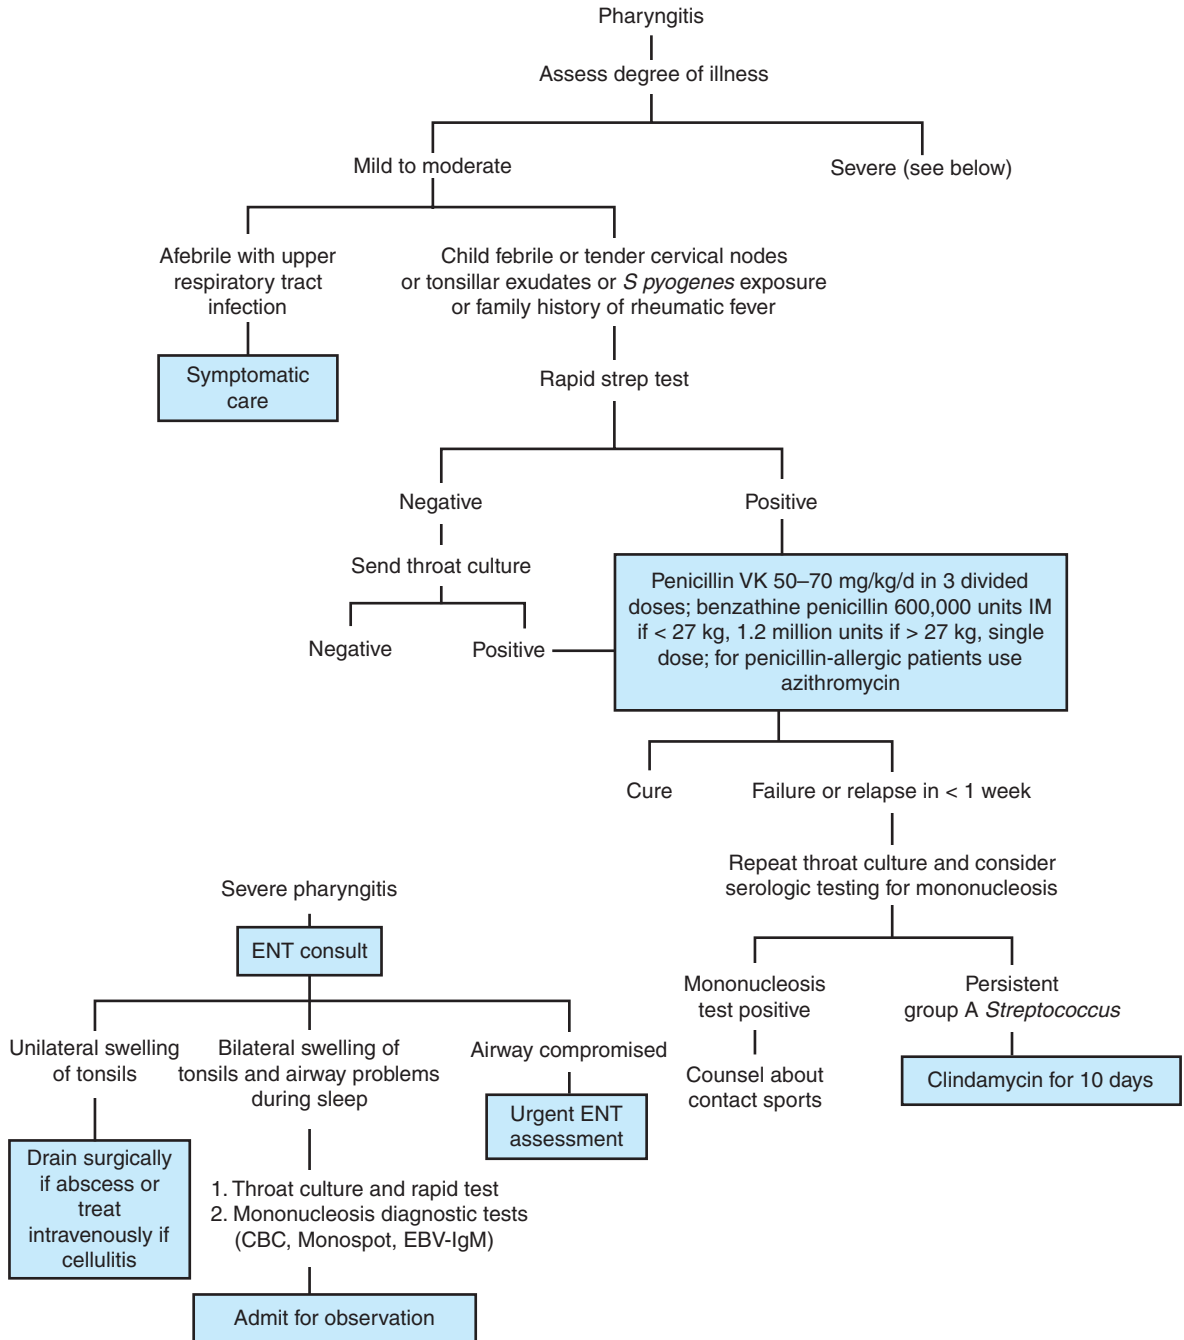 Pharyngitis
Assess degree of illness
Mild to moderate
Severe (see below)
Afebrile with upper
respiratory tract
infection
Child febrile or tender cervical nodes
or tonsillar exudates or S pyogenes exposure
or family history of rheumatic fever
Symptomatic
care
Rapid strep test
Negative
Positive
Send throat culture
Negative
Positive
Penicillin VK 50–70 mg/kg/d in 3 divided
doses; benzathine penicillin 600,000 units IM
if < 27 kg, 1.2 million units if > 27 kg, single
dose; for penicillin-allergic patients use
azithromycin
Cure
Failure or relapse in < 1 week
Repeat throat culture and consider
serologic testing for mononucleosis
Mononucleosis
test positive
Persistent
group A Streptococcus
Counsel about
contact sports
Clindamycin for 10 days
Severe pharyngitis
ENT consult
Unilateral swelling
of tonsils
Bilateral swelling of
tonsils and airway problems
during sleep
Airway compromised
Urgent ENT
assessment
Drain surgically
if abscess or
treat
intravenously if
cellulitis
1. Throat culture and rapid test
2. Mononucleosis diagnostic tests
(CBC, Monospot, EBV-IgM)
Admit for observation